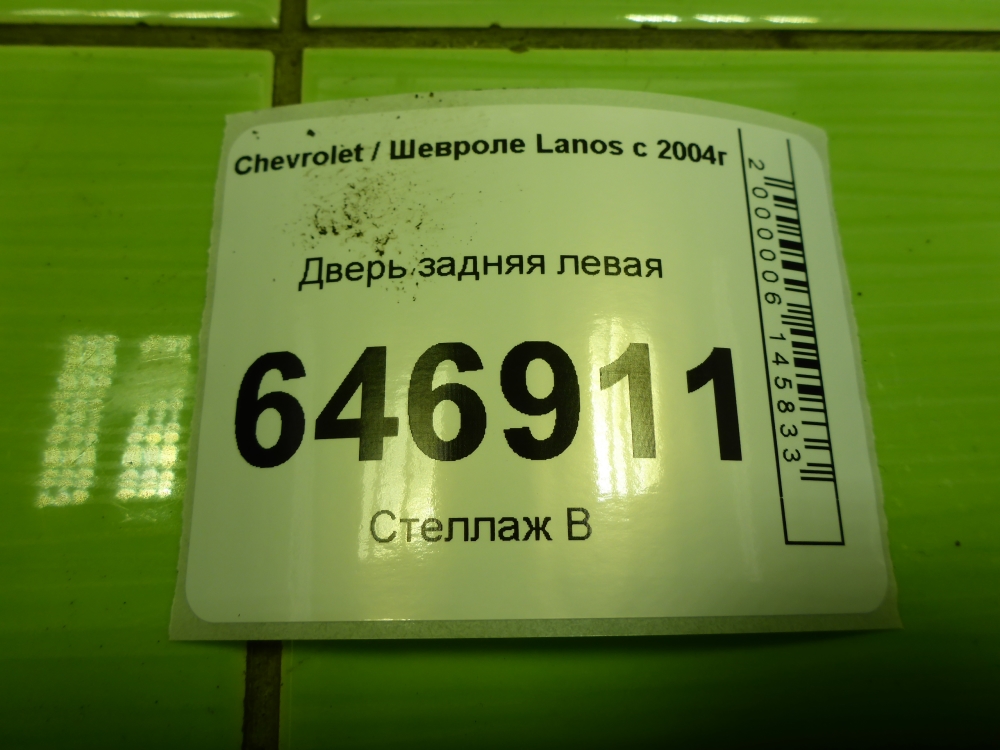 Chevrolet / Шевроле Lanos с 2004г
Дверь задняя левая
646911
Стеллаж В
2000006145833